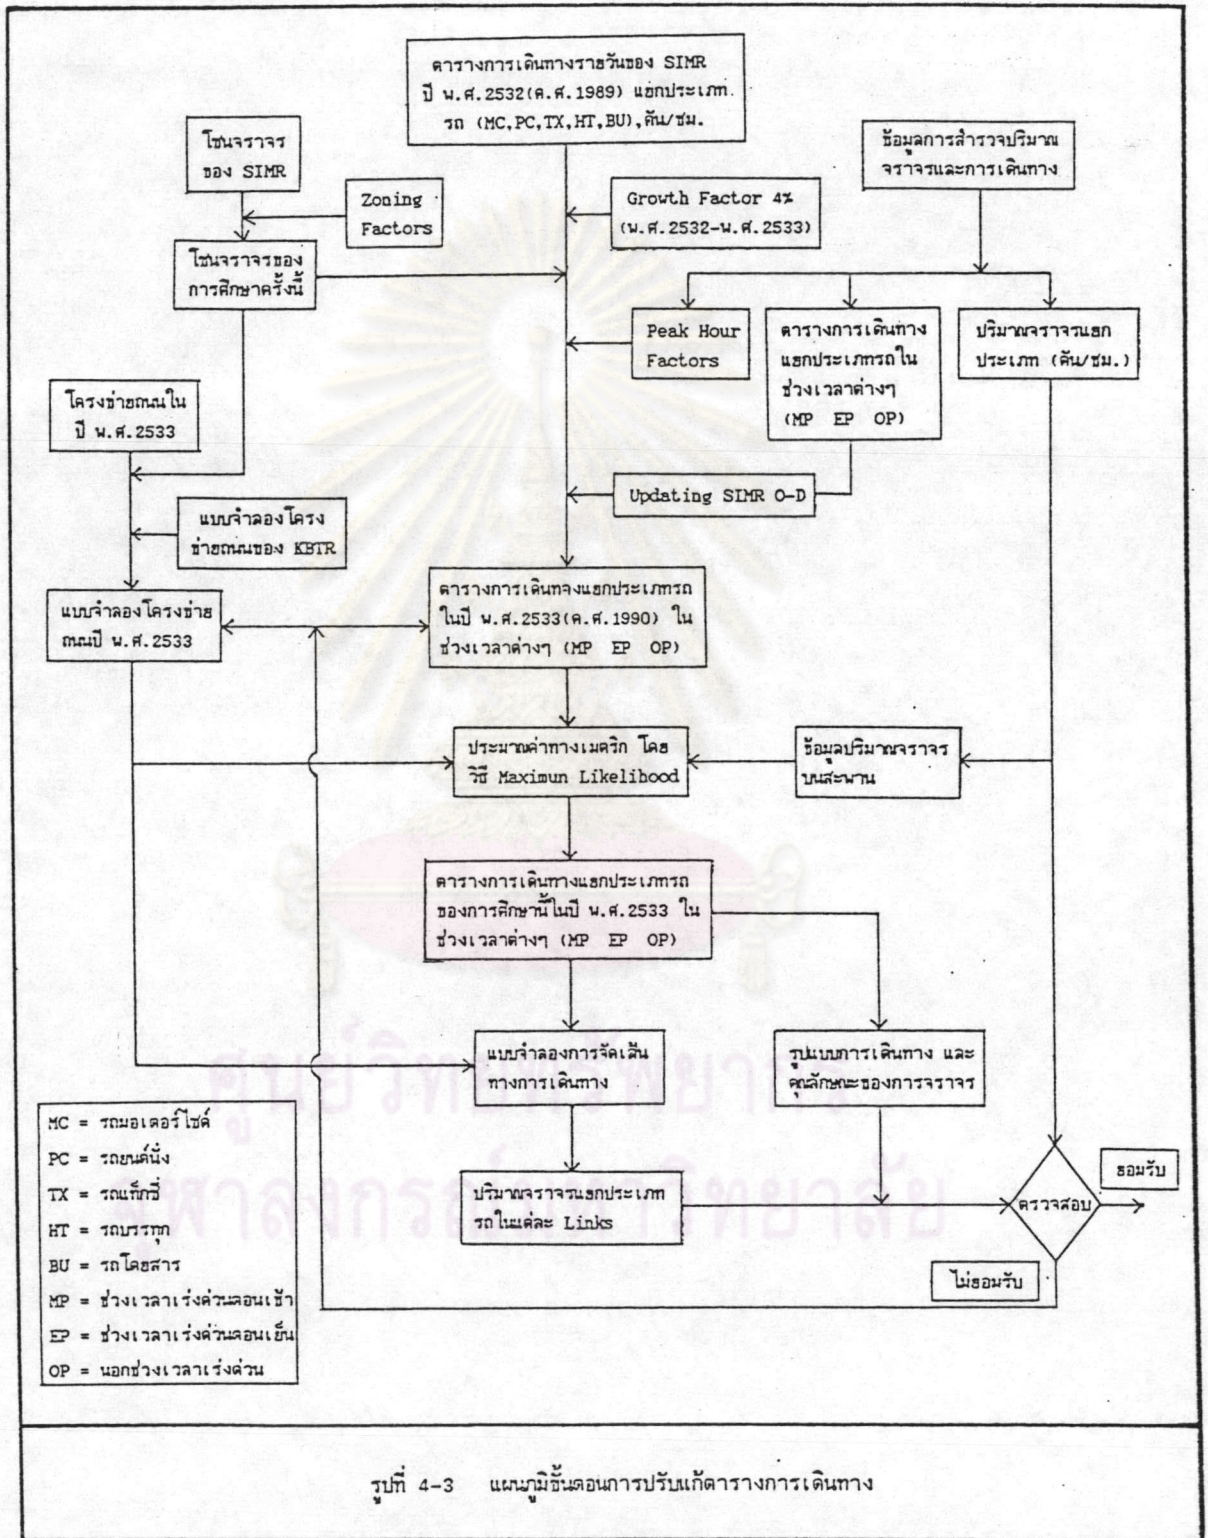 ตารางการเดินทางรายวันของ SIMR
ปี พ.ศ.2532(ค.ศ.1989) แยกประเภท
รถ (MC,PC,TX,HT,BU),คัน/ชม.
โซนจราจร
ของ SIMR
ข้อมูลการสำรวจปริมาณ
จราจรและการเดินทาง
Zoning
Factors
Growth Factor 4%
(พ.ศ.2532-พ.ศ.2533)
โซนจราจรของ
การศึกษาครั้งนี้
Peak Hour
Factors
ตารางการเดินทาง
แยกประเภทรถใน
ช่วงเวลาต่างๆ
(MP EP OP)
ปริมาณจราจรแยก
ประเภท (คัน/ชม.)
โครงข่ายถนนใน
ปี พ.ศ.2533
Updating SIMR O-D
แบบจำลองโครง
ข่ายถนนของ KBTR
แบบจำลองโครงข่าย
ถนนปี พ.ศ.2533
ตารางการเดินทงแยกประเภทรถ
ในปี พ.ศ.2533(ค.ศ.1990) ใน
ช่วงเวลาต่างๆ (MP EP OP)
ประมาณค่าทางเมตริก โดย
วิธี Maximun Likelihood
ข้อมูลปริมาณจราจร
บนสะพาน
ตารางการเดินทางแยกประเภทรถ
ของการศึกษานี้ในปี พ.ศ.2533 ใน
ช่วงเวลาต่างๆ (MP EP OP)
แบบจำลองการจัดเส้น
ทางการเดินทาง
รูปแบบการเดินทาง และ
คุณลักษณะของการจราจร
ศูนย์วิทยทรัพยากร
จุฬาลงกรณ์มหาวิทยาลัย
MC = รถมอเตอร์ไซค์
PC = รถยนต์นั่ง
TX = รถแท็กซี่
HT = รถบรรทุก
BU = รถโดยสาร
MP = ช่วงเวลาเร่งด่วนตอนเช้า
EP = ช่วงเวลาเร่งด่วนตอนเย็น
OP = นอกช่วงเวลาเร่งด่วน
ปริมาณจราจรแยกประเภท
รถในแต่ละ Links
ตรวจสอบ
ยอมรับ
ไม่ยอมรับ
รูปที่ 4-3 แผนภูมิขั้นตอนการปรับแก้ตารางการเดินทาง